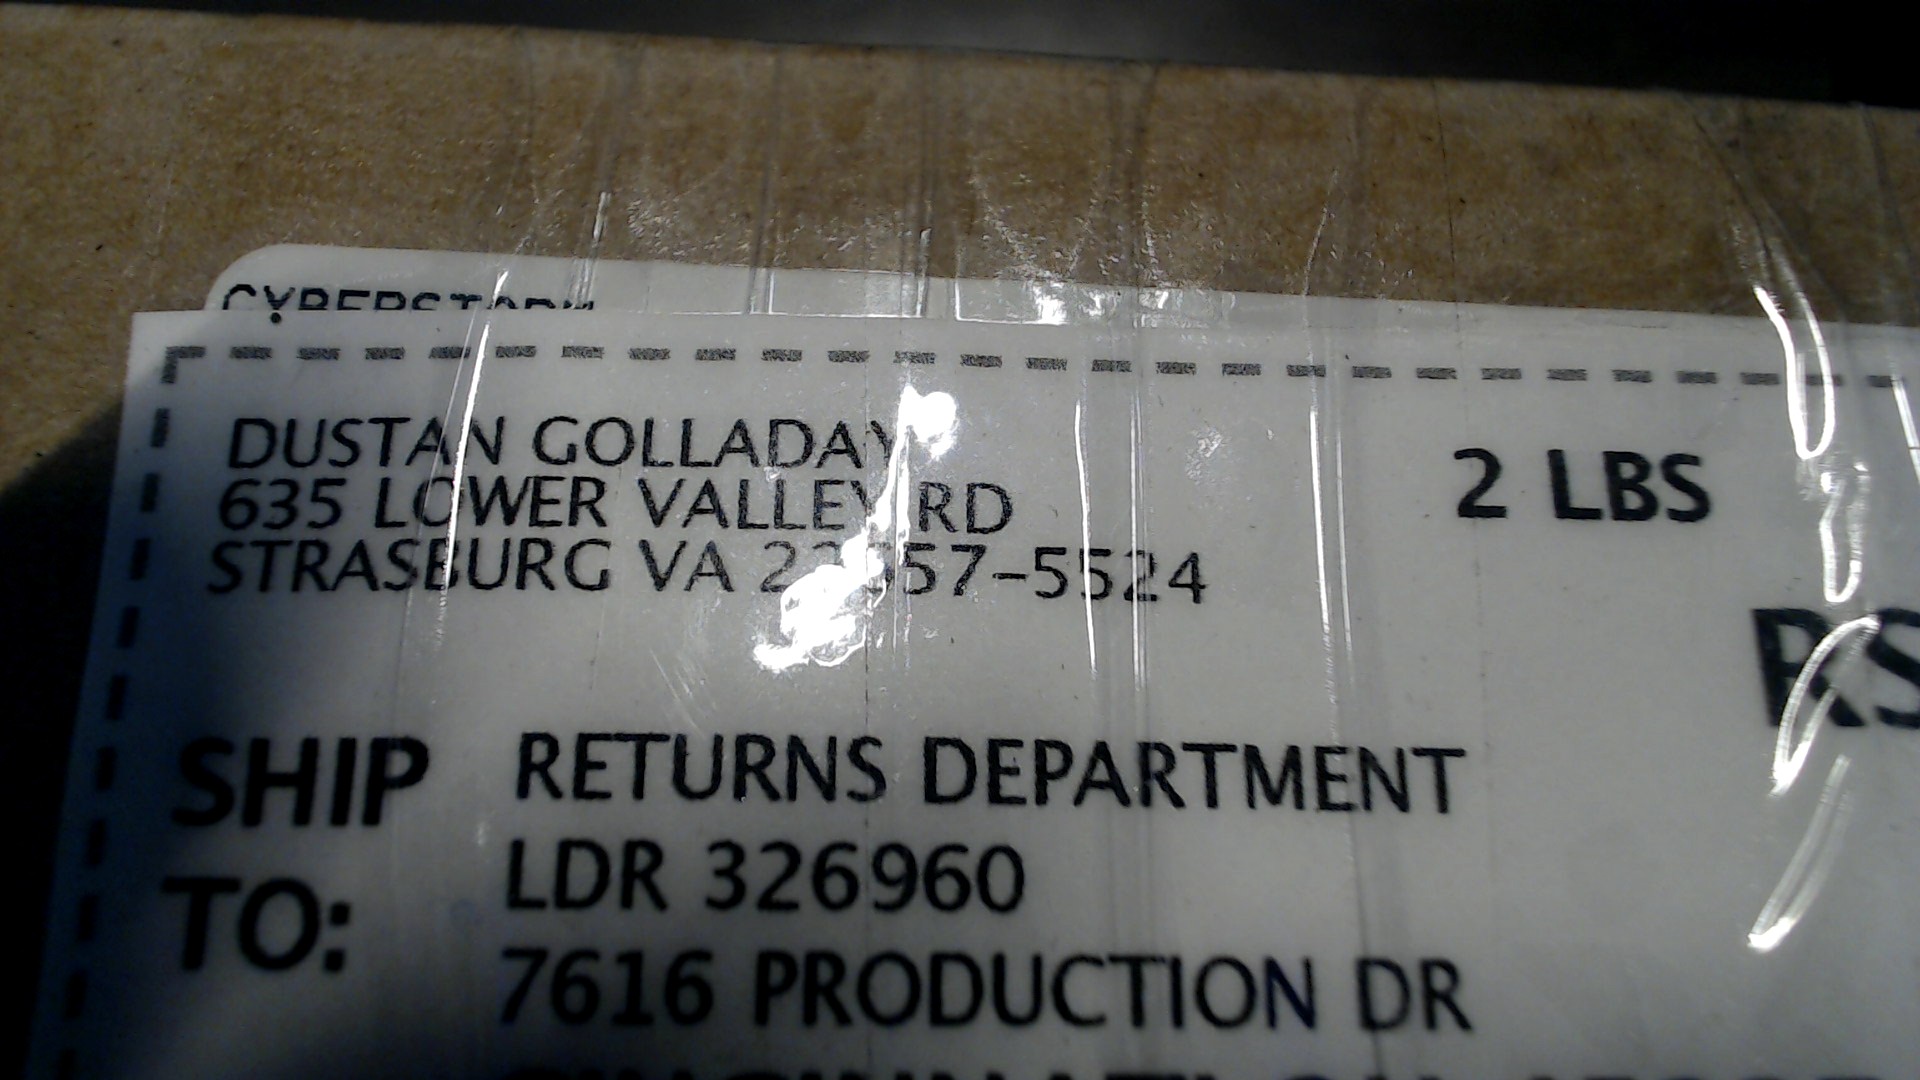 DUSTAN GOLLADAY
635 LOWER VALLEY RD
STRASBURG VA
2 LBS
SHIP TO:
RETURNS DEPARTMENT
LDR 326960
7616 PRODUCTION DR